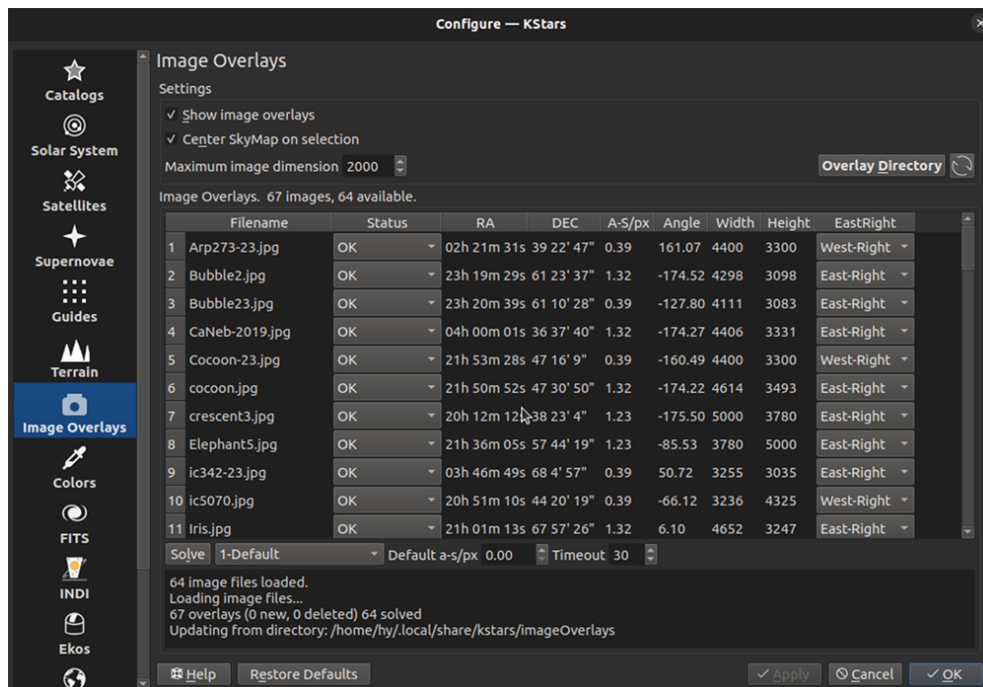 Configure — KStars
Catalogs
Solar System
Satellites
Supernovae
Guides
Terrain
Image Overlays
Colors
FITS
INDI
Ekos
Image Overlays
Settings
Show image overlays
Center SkyMap on selection
Maximum image dimension 2000
Overlay Directory
Image Overlays. 67 images, 64 available.
Filename Status RA DEC A-S/px Angle Width Height EastRight
1 Arp273-23.jpg OK 02h 21m 31s 39 22' 47" 0.39 161.07 4400 3300 West-Right
2 Bubble2.jpg OK 23h 19m 29s 61 23' 37" 1.32 -174.52 4298 3098 East-Right
3 Bubble23.jpg OK 23h 20m 39s 61 10' 28" 0.39 -127.80 4111 3083 East-Right
4 CaNeb-2019.jpg OK 04h 00m 01s 36 37' 40" 1.32 -174.27 4406 3331 East-Right
5 Cocoon-23.jpg OK 21h 53m 28s 47 16' 9" 0.39 -160.49 4400 3300 West-Right
6 cocoon.jpg OK 21h 50m 52s 47 30' 50" 1.32 -174.22 4614 3493 East-Right
7 crescent3.jpg OK 20h 12m 12s 38 23' 4" 1.23 -175.50 5000 3780 East-Right
8 Elephant5.jpg OK 21h 36m 05s 57 44' 19" 1.23 -85.53 3780 5000 East-Right
9 ic342-23.jpg OK 03h 46m 49s 68 4' 57" 0.39 50.72 3255 3035 East-Right
10 ic5070.jpg OK 20h 51m 10s 44 20' 19" 0.39 -66.12 3236 4325 West-Right
11 Iris.jpg OK 21h 01m 13s 67 57' 26" 1.32 6.10 4652 3247 East-Right
Solve 1-Default Default a-s/px 0.00 Timeout 30
64 image files loaded.
Loading image files...
67 overlays (0 new, 0 deleted) 64 solved
Updating from directory: /home/hy/.local/share/kstars/imageOverlays
Help Restore Defaults Apply Cancel OK